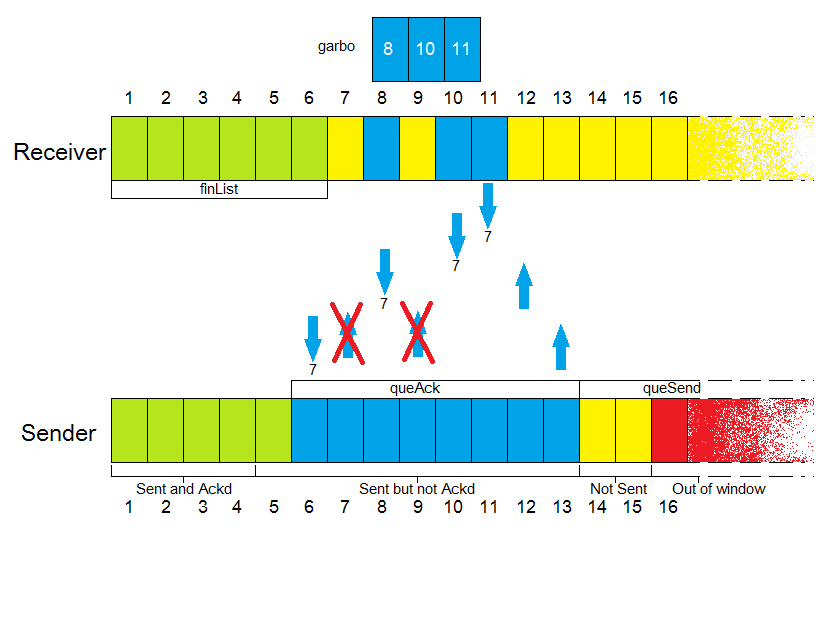 garbo
8 10 11
1 2 3 4 5 6 7 8 9 10 11 12 13 14 15 16
Receiver
finList
7
7
7
7
queAck queSend
Sender
Sent and Ackd Sent but not Ackd Not Sent Out of window
1 2 3 4 5 6 7 8 9 10 11 12 13 14 15 16